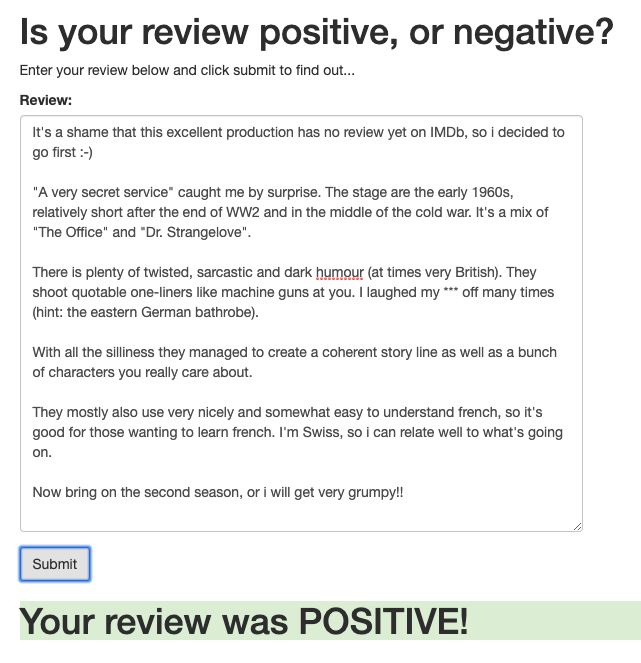 Is your review positive, or negative?
Enter your review below and click submit to find out...
Review:
It's a shame that this excellent production has no review yet on IMDb, so i decided to
go first :-)
"A very secret service" caught me by surprise. The stage are the early 1960s,
relatively short after the end of WW2 and in the middle of the cold war. It's a mix of
"The Office" and "Dr. Strangelove".
There is plenty of twisted, sarcastic and dark humour (at times very British). They
shoot quotable one-liners like machine guns at you. I laughed my *** off many times
(hint: the eastern German bathrobe).
With all the silliness they managed to create a coherent story line as well as a bunch
of characters you really care about.
They mostly also use very nicely and somewhat easy to understand french, so it's
good for those wanting to learn french. I'm Swiss, so i can relate well to what's going
on.
Now bring on the second season, or i will get very grumpy!!
Submit
Your review was POSITIVE!